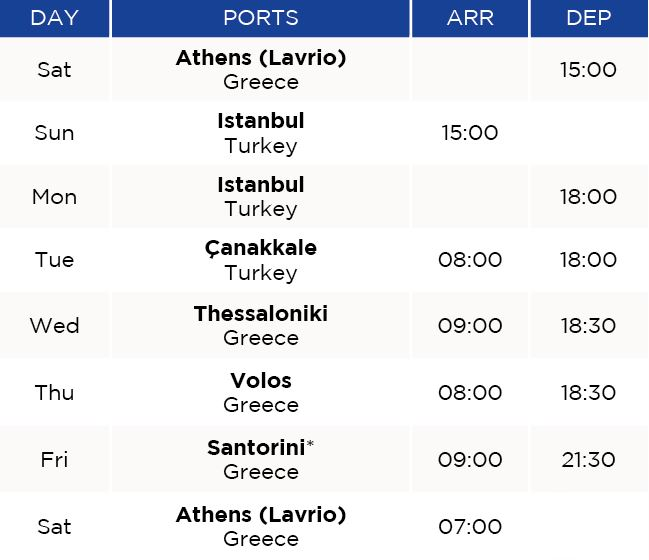 DAY PORTS ARR DEP
Sat Athens (Lavrio) Greece 15:00
Sun Istanbul Turkey 15:00
Mon Istanbul Turkey 18:00
Tue Çanakkale Turkey 08:00 18:00
Wed Thessaloniki Greece 09:00 18:30
Thu Volos Greece 08:00 18:30
Fri Santorini* Greece 09:00 21:30
Sat Athens (Lavrio) Greece 07:00